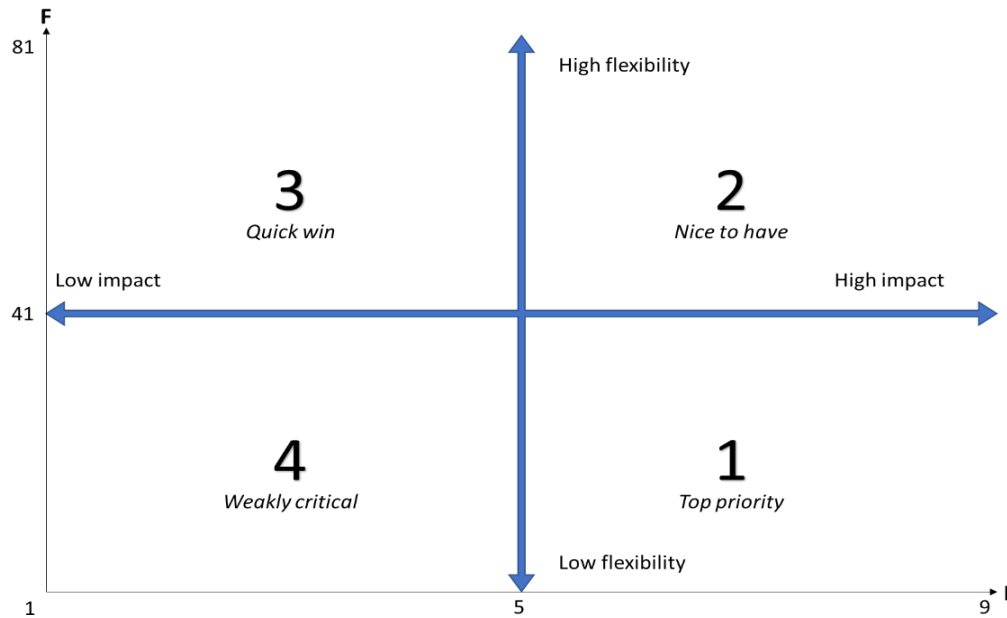 F
81
High flexibility
3
2
Quick win
Nice to have
Low impact
High impact
41
4
1
Weakly critical
Top priority
Low flexibility
1
5
9
I